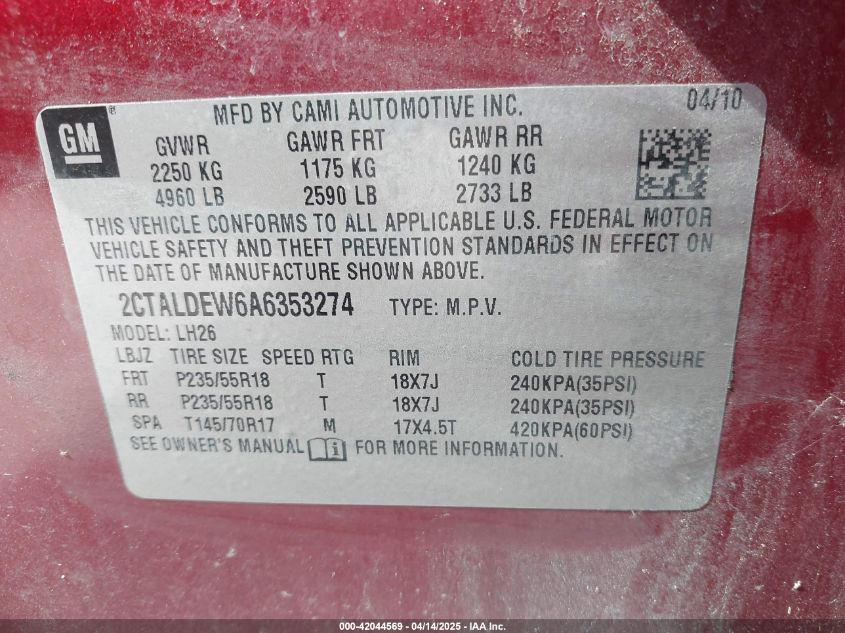 GM ®
MFD BY CAMI AUTOMOTIVE INC. 04/10
GVWR GAWR FRT GAWR RR
2250 KG 1175 KG 1240 KG
4960 LB 2590 LB 2733 LB
THIS VEHICLE CONFORMS TO ALL APPLICABLE U.S. FEDERAL MOTOR
VEHICLE SAFETY AND THEFT PREVENTION STANDARDS IN EFFECT ON
THE DATE OF MANUFACTURE SHOWN ABOVE.
2CTALDEW6A6353274 TYPE: M.P.V.
MODEL: LH26
LBJZ TIRE SIZE SPEED RTG RIM COLD TIRE PRESSURE
FRT P235/55R18 T 18X7J 240KPA(35PSI)
RR P235/55R18 T 18X7J 240KPA(35PSI)
SPA T145/70R17 M 17X4.5T 420KPA(60PSI)
SEE OWNER'S MANUAL i FOR MORE INFORMATION.
000-42044569 - 04/14/2025 - IAA Inc.